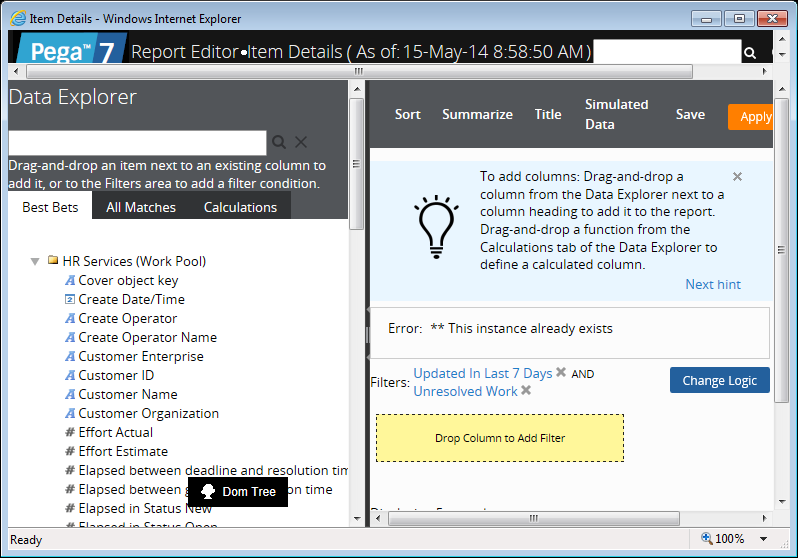 Item Details - Windows Internet Explorer
Pega™ 7 Report Editor•Item Details ( As of: 15-May-14 8:58:50 AM)
Data Explorer
Drag-and-drop an item next to an existing column to
add it, or to the Filters area to add a filter condition.
Best Bets All Matches Calculations
HR Services (Work Pool)
Cover object key
Create Date/Time
Create Operator
Create Operator Name
Customer Enterprise
Customer ID
Customer Name
Customer Organization
# Effort Actual
# Effort Estimate
# Elapsed between deadline and resolution tim
# Elapsed between g on time
# Elapsed in Status New
# Elapsed in Status Open
Dom Tree
Sort Summarize Title Simulated Data Save Apply
To add columns: Drag-and-drop a
column from the Data Explorer next to a
column heading to add it to the report.
Drag-and-drop a function from the
Calculations tab of the Data Explorer to
define a calculated column.
Next hint
Error: ** This instance already exists
Filters: Updated In Last 7 Days AND
Unresolved Work
Change Logic
Drop Column to Add Filter
Ready
100%